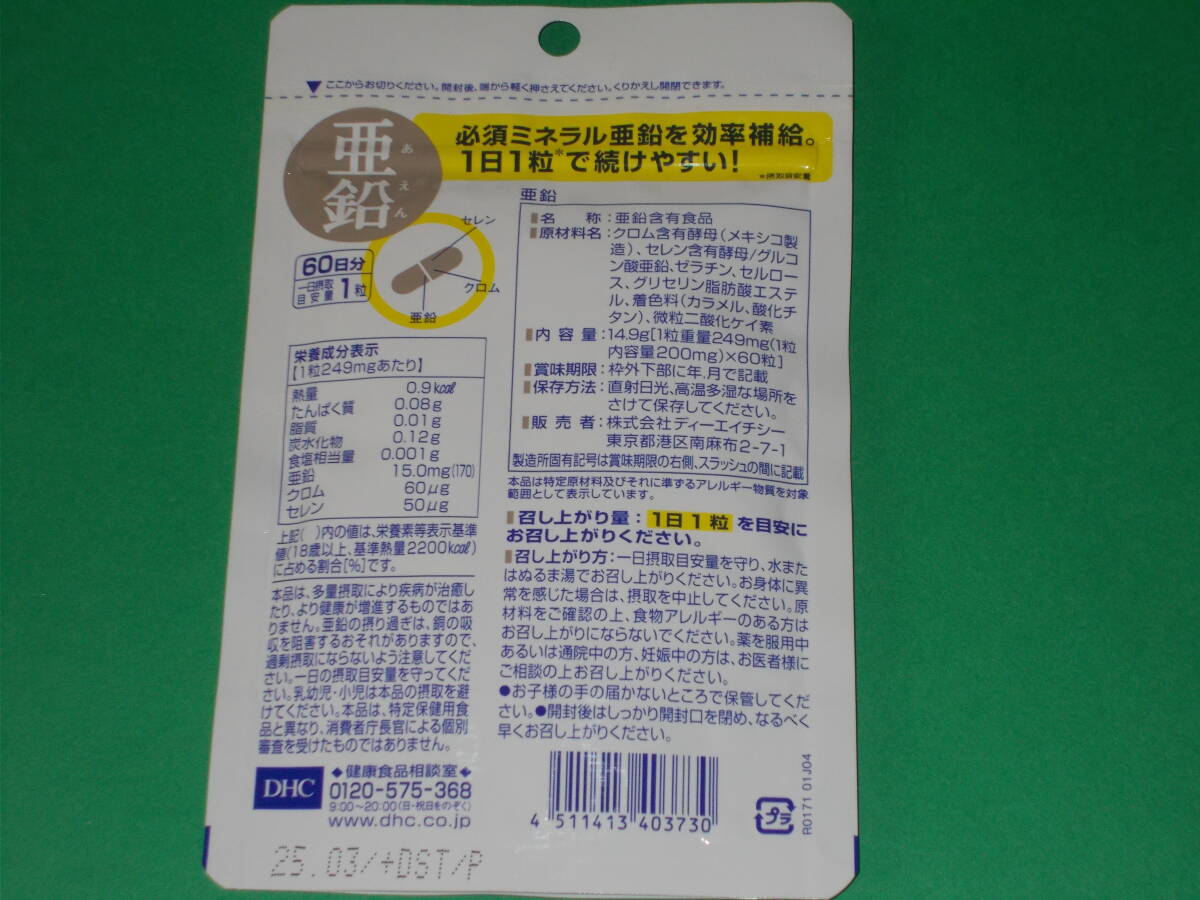 ▼ここからお切りください。開封後、端から軽く押さえてください。くりかえし開閉できます。
亜鉛
あえん
必須ミネラル亜鉛を効率補給。
1日1粒*で続けやすい!
*摂取目安量
60日分
一日摂取目安量1粒
セレン
クロム
亜鉛
栄養成分表示
【1粒249mgあたり】
熱量 0.9kcal
たんぱく質 0.08g
脂質 0.01g
炭水化物 0.12g
食塩相当量 0.001g
亜鉛 15.0mg(170)
クロム 60μg
セレン 50μg
上記( )内の値は、栄養素等表示基準
値(18歳以上、基準熱量2200kcal)
に占める割合[%]です。
本品は、多量摂取により疾病が治癒し
たり、より健康が増進するものではあ
りません。亜鉛の摂り過ぎは、銅の吸
収を阻害するおそれがありますので、
過剰摂取にならないよう注意してくだ
さい。一日の摂取目安量を守ってくだ
さい。乳幼児・小児は本品の摂取を避
けてください。本品は、特定保健用食
品と異なり、消費者庁長官による個別
審査を受けたものではありません。
亜鉛
名称:亜鉛含有食品
原材料名:クロム含有酵母(メキシコ製
造)、セレン含有酵母/グルコ
ン酸亜鉛、ゼラチン、セルロー
ス、グリセリン脂肪酸エステ
ル、着色料(カラメル、酸化チ
タン)、微粒二酸化ケイ素
内容量:14.9g[1粒重量249mg(1粒
内容量200mg)×60粒]
賞味期限:枠外下部に年、月で記載
保存方法:直射日光、高温多湿な場所を
さけて保存してください。
販売者:株式会社ディーエイチシー
東京都港区南麻布2-7-1
製造所固有記号は賞味期限の右側、スラッシュの間に記載
本品は特定原材料及びそれに準ずるアレルギー物質を対象
範囲として表示しています。
召し上がり量:1日1粒を目安に
お召し上がりください。
召し上がり方:一日摂取目安量を守り、水また
はぬるま湯でお召し上がりください。お身体に異
常を感じた場合は、摂取を中止してください。原
材料をご確認の上、食物アレルギーのある方は
お召し上がりにならないでください。薬を服用中
あるいは通院中の方、妊娠中の方は、お医者様に
ご相談の上お召し上がりください。
●お子様の手の届かないところで保管してくだ
さい。●開封後はしっかり開封口を閉め、なるべく
早くお召し上がりください。
DHC
◆健康食品相談室◆
0120-575-368
9:00~20:00(日・祝日をのぞく)
www.dhc.co.jp
4 511413 403730
プラ
R0171 01J04
25.03/+DST/P